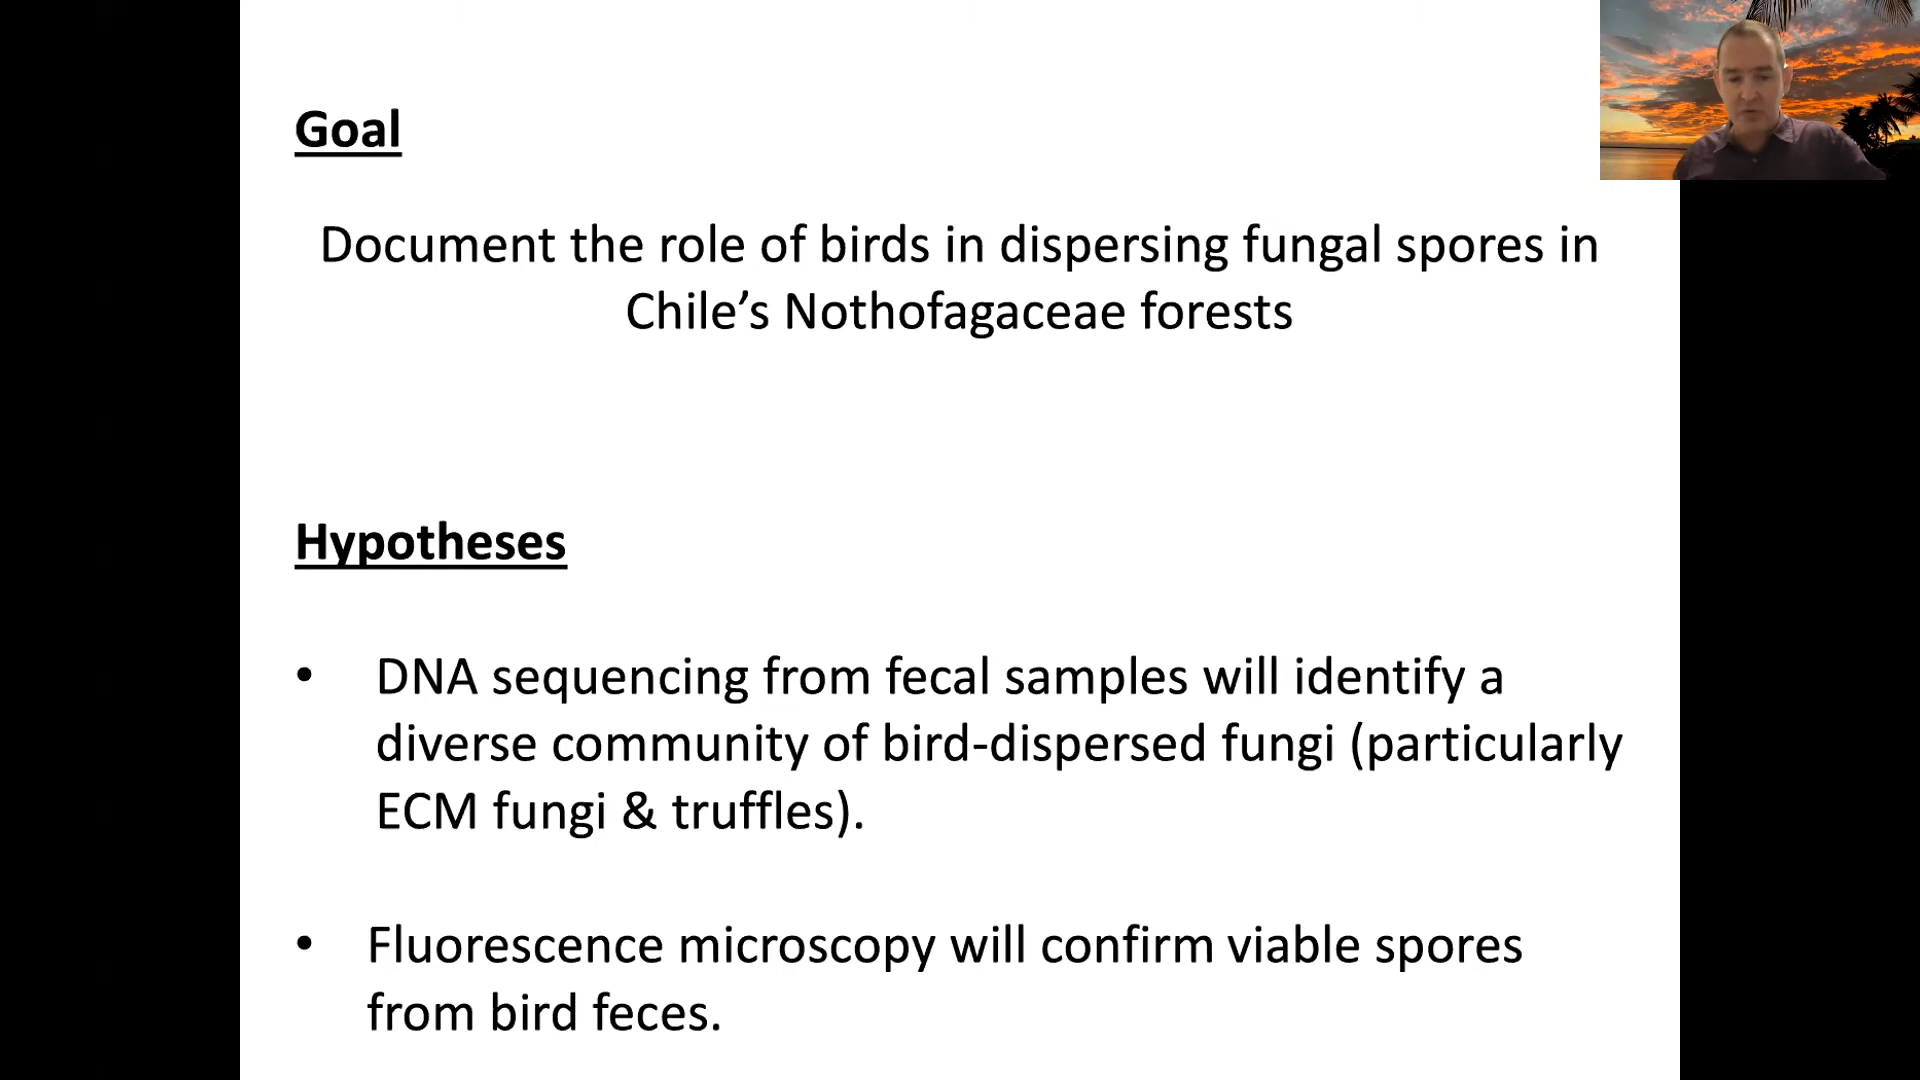 Goal
Document the role of birds in dispersing fungal spores in
Chile’s Nothofagaceae forests
Hypotheses
• DNA sequencing from fecal samples will identify a
diverse community of bird-dispersed fungi (particularly
ECM fungi & truffles).
• Fluorescence microscopy will confirm viable spores
from bird feces.